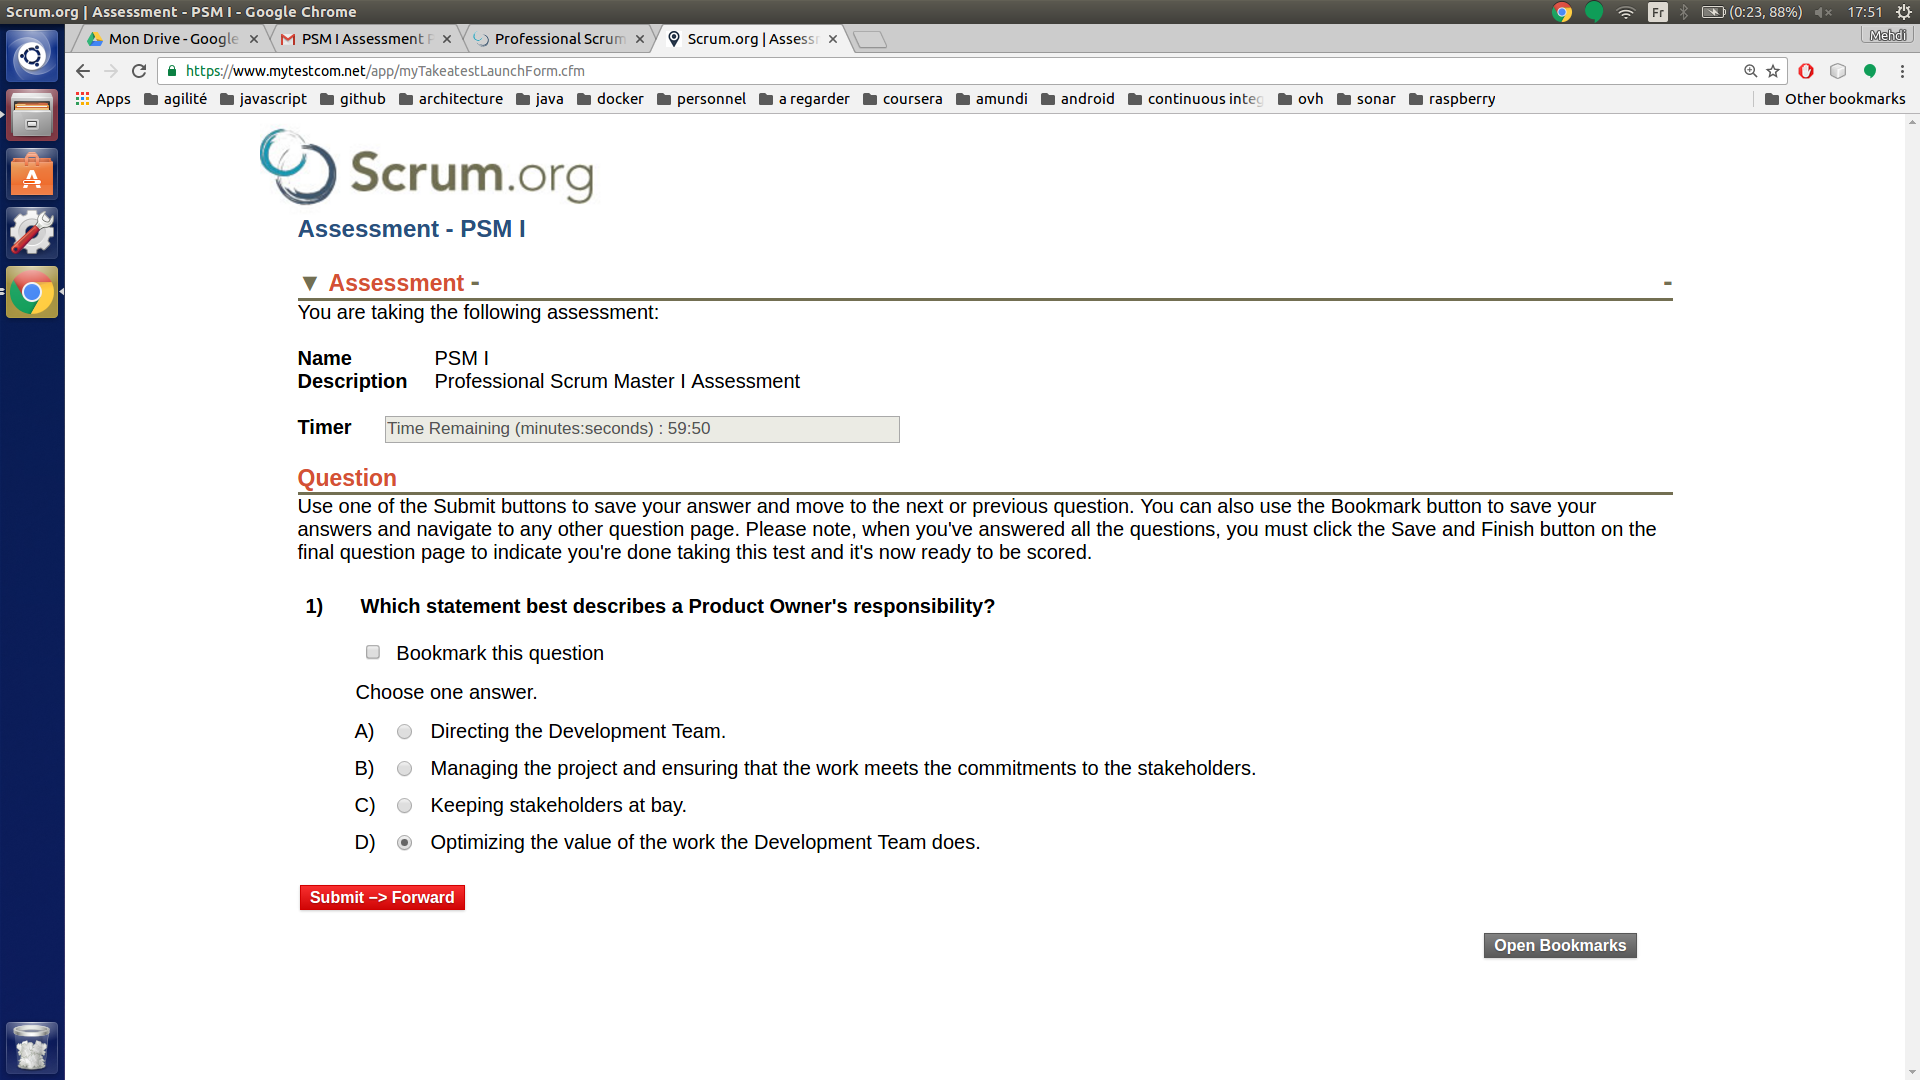 Scrum.org | Assessment - PSM I - Google Chrome
Fr
(0:23, 88%)
17:51
Mon Drive - Google
PSM I Assessment
Professional Scrum
Scrum.org | Assess
Mehdi
https://www.mytestcom.net/app/myTakeatestLaunchForm.cfm
Apps
agilité
javascript
github
architecture
java
docker
personnel
a regarder
coursera
amundi
android
continuous integ
ovh
sonar
raspberry
Other bookmarks
Scrum.org
Assessment - PSM I
▼ Assessment - -
You are taking the following assessment:
Name PSM I
Description Professional Scrum Master I Assessment
Timer Time Remaining (minutes:seconds) : 59:50
Question
Use one of the Submit buttons to save your answer and move to the next or previous question. You can also use the Bookmark button to save your
answers and navigate to any other question page. Please note, when you've answered all the questions, you must click the Save and Finish button on the
final question page to indicate you're done taking this test and it's now ready to be scored.
1) Which statement best describes a Product Owner's responsibility?
Bookmark this question
Choose one answer.
A) Directing the Development Team.
B) Managing the project and ensuring that the work meets the commitments to the stakeholders.
C) Keeping stakeholders at bay.
D) Optimizing the value of the work the Development Team does.
Submit –> Forward
Open Bookmarks